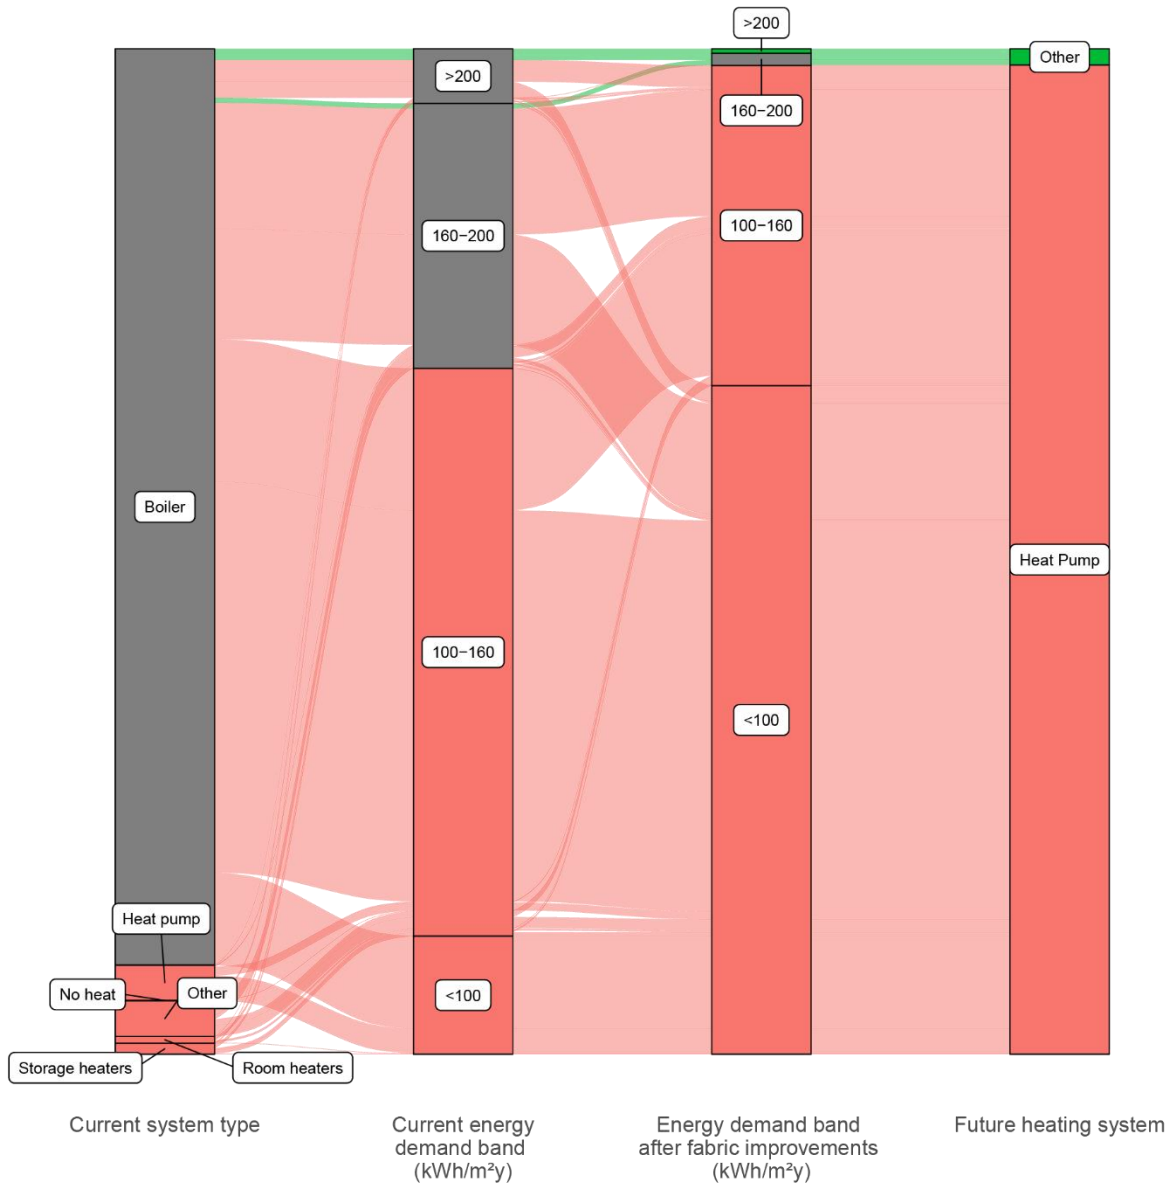 >200
>200
Other
160−200
160−200
100−160
Boiler
Heat Pump
100−160
<100
Heat pump
No heat
Other
<100
Storage heaters
Room heaters
Current system type
Current energy
demand band
(kWh/m²y)
Energy demand band
after fabric improvements
(kWh/m²y)
Future heating system